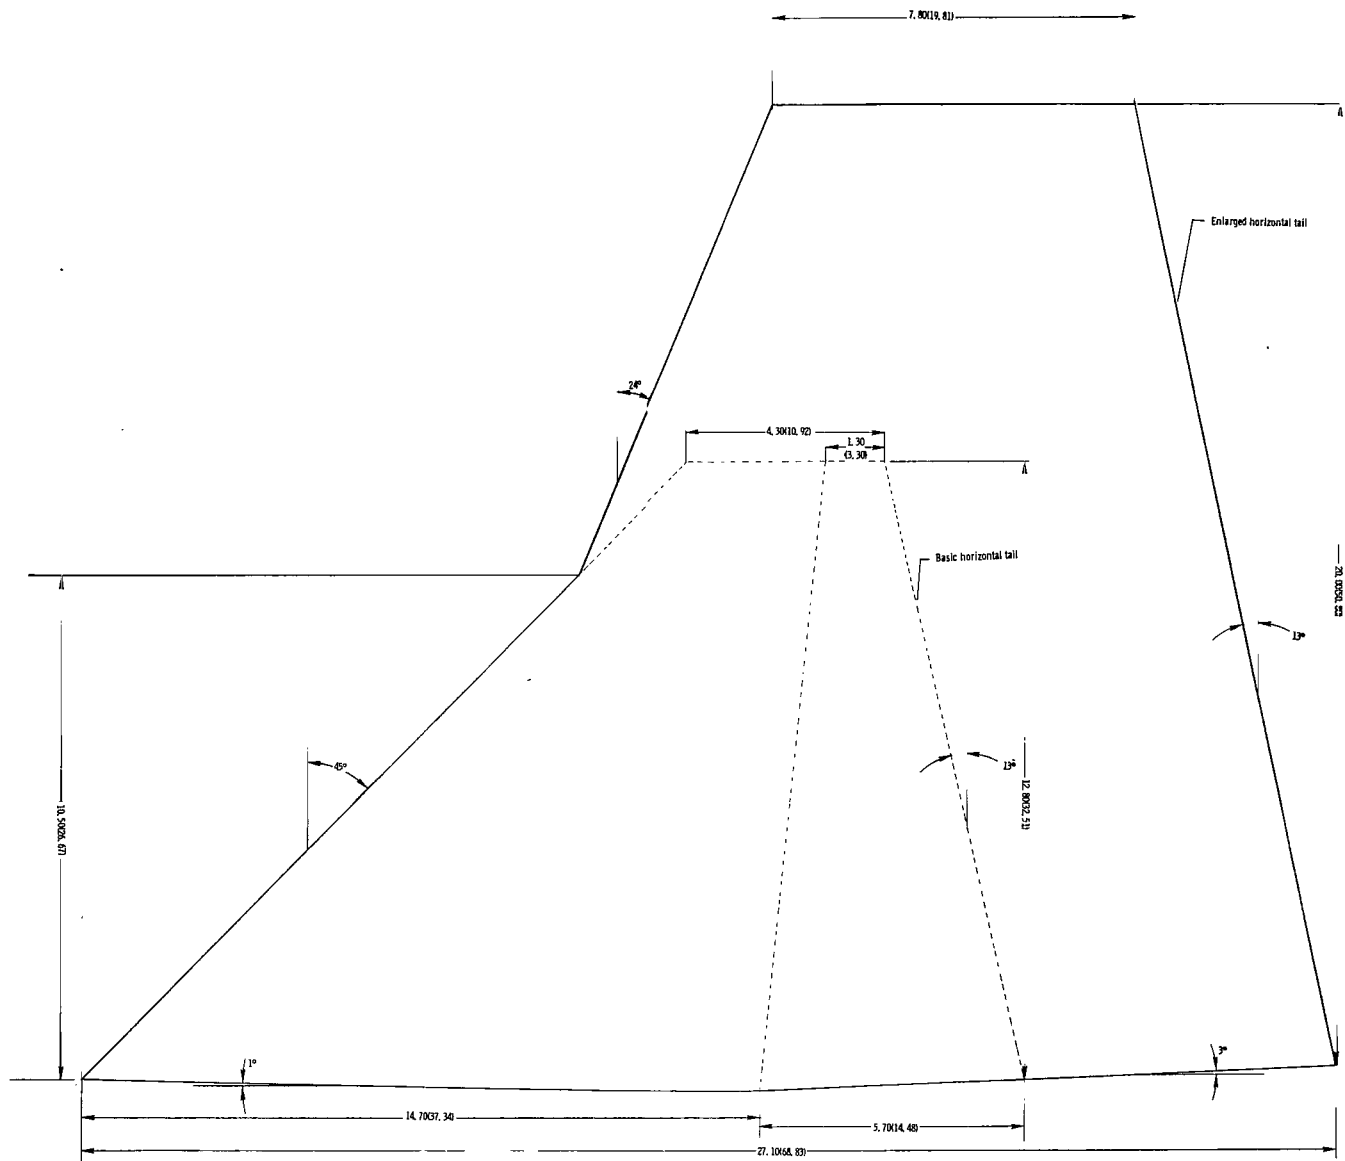 7, 80(19, 81)
Enlarged horizontal tail
24°
4, 30(10, 92)
1, 30
(3, 30)
Basic horizontal tail
20, 00(50, 80)
13°
45°
13°
12, 80(32, 51)
10, 50(26, 67)
1°
3°
14, 70(37, 34)
5, 70(14, 48)
27, 10(68, 83)